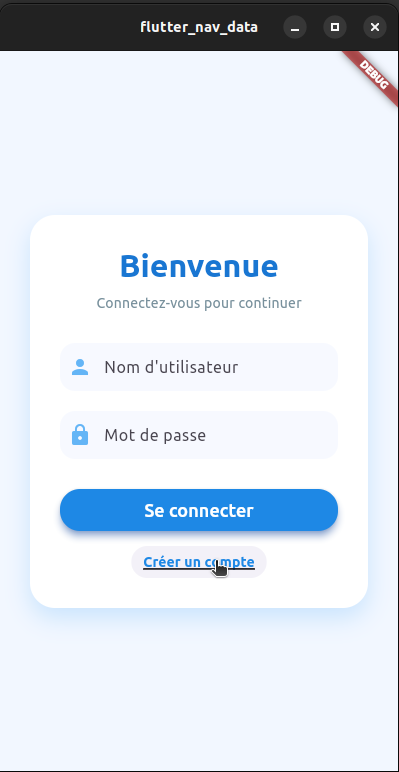 flutter_nav_data
DEBUG
Bienvenue
Connectez-vous pour continuer
Nom d'utilisateur
Mot de passe
Se connecter
Créer un compte